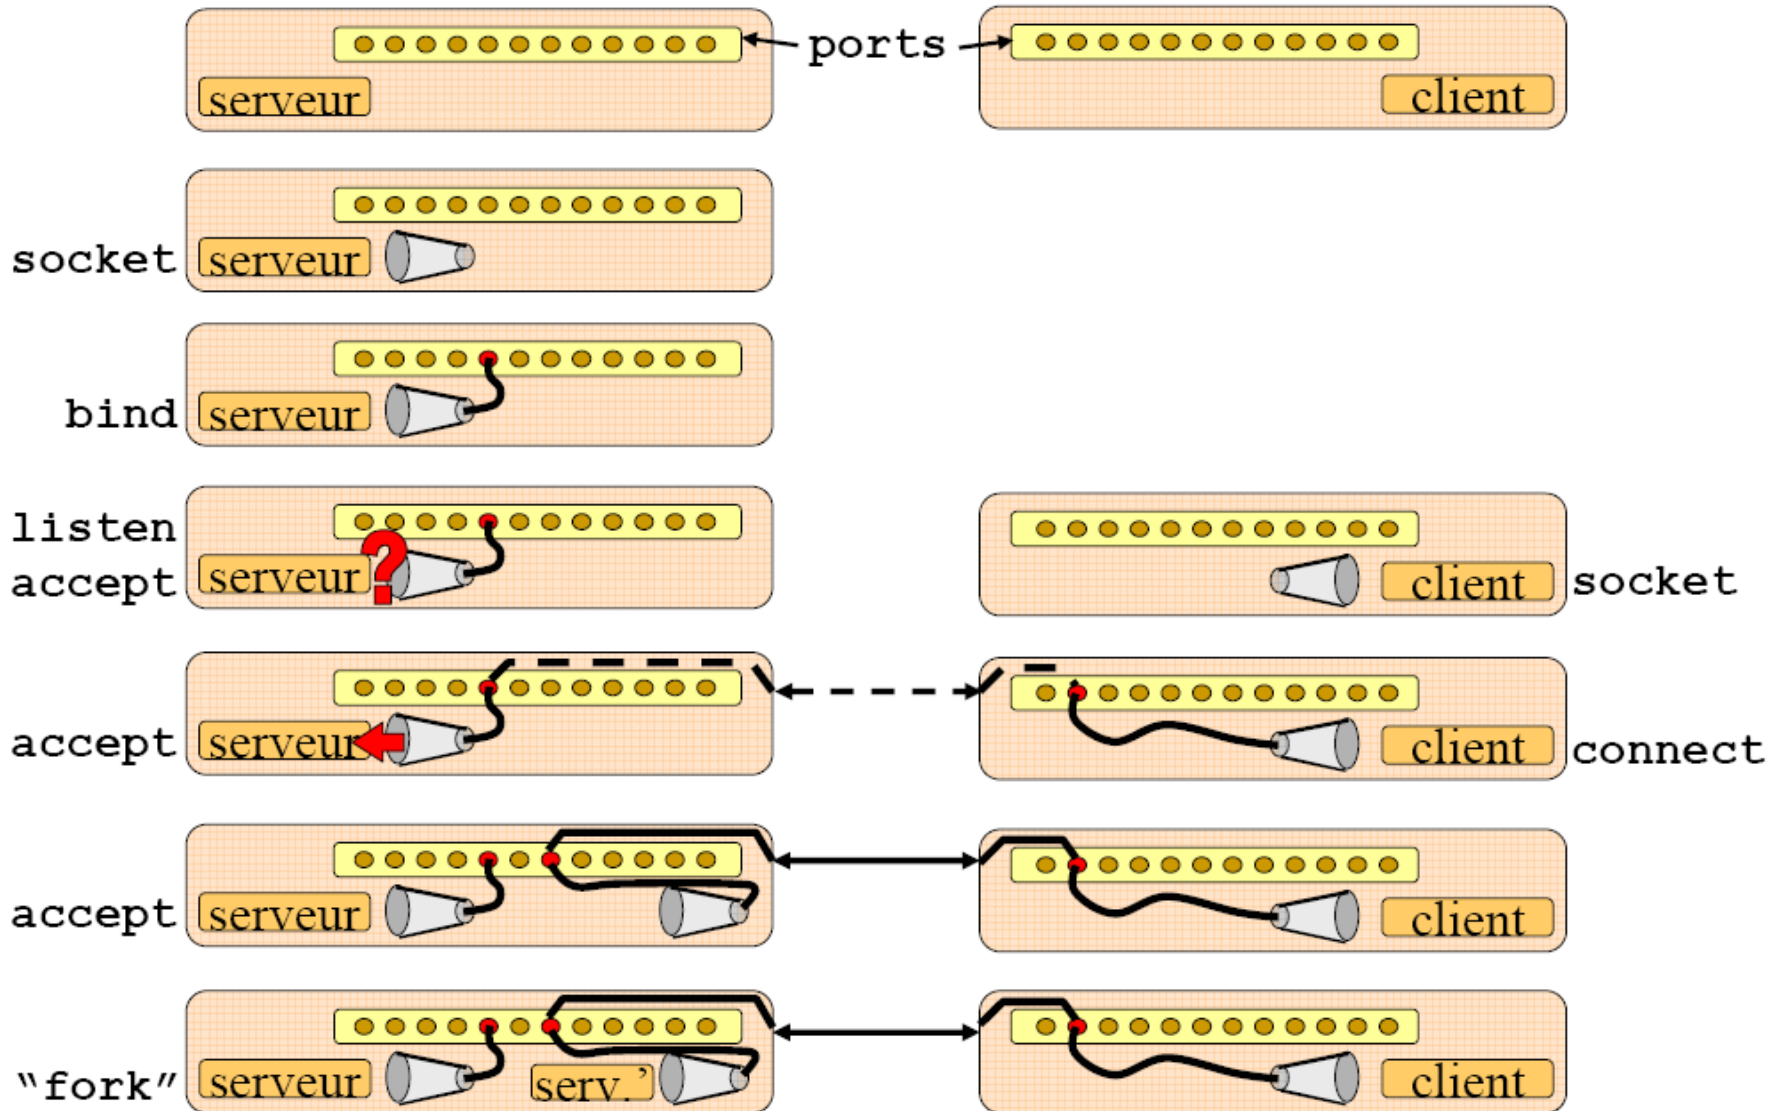 ports
serveur
client
socket
serveur
bind
serveur
listen
accept
serveur
?
client
socket
accept
serveur
client
connect
accept
serveur
client
“fork”
serveur
serv.’
client